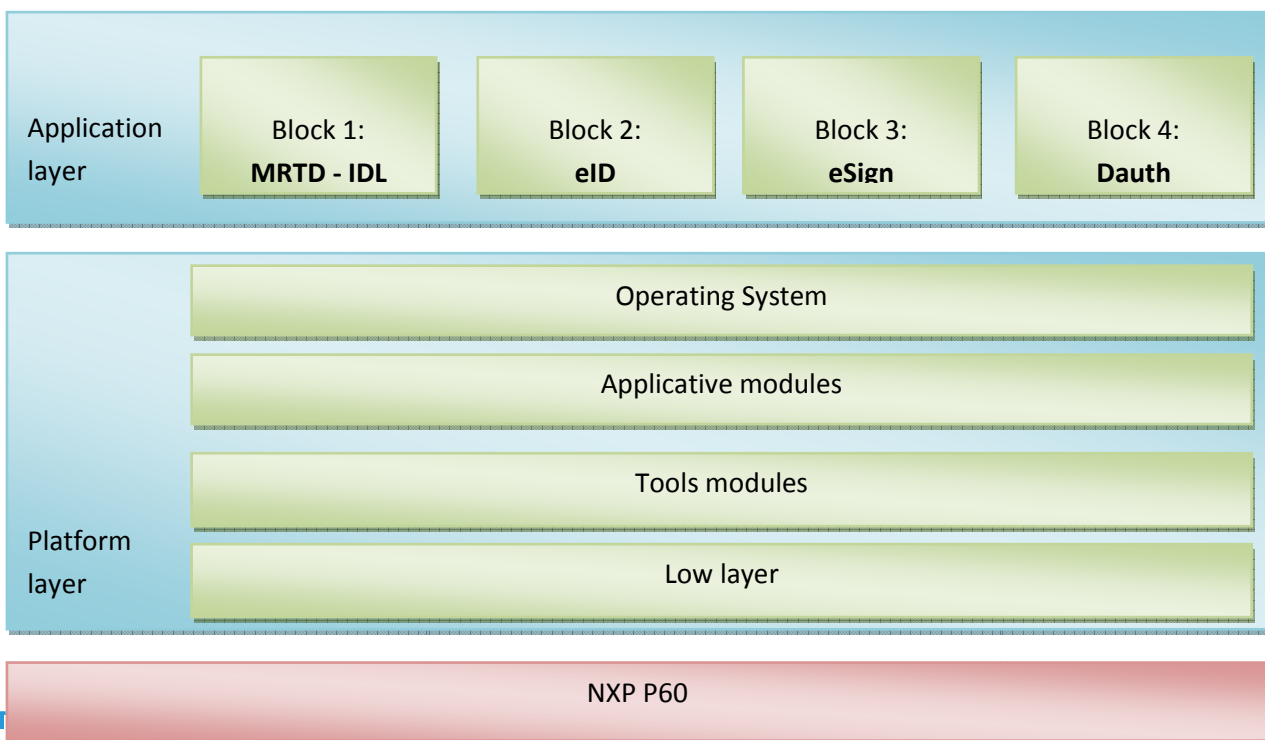 Application
layer
Block 1:
MRTD - IDL
Block 2:
eID
Block 3:
eSign
Block 4:
Dauth
Operating System
Applicative modules
Tools modules
Platform
layer
Low layer
NXP P60